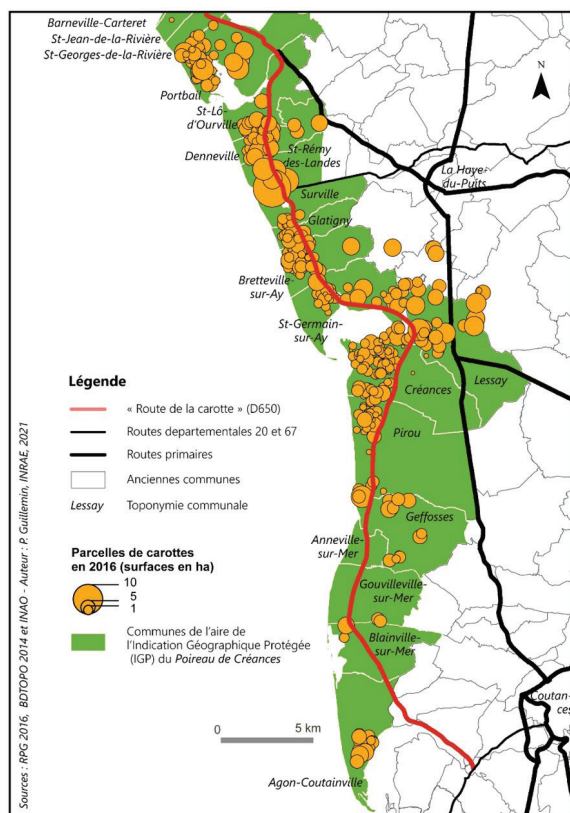 Barneville-Carteret
St-Jean-de-la-Rivière
St-Georges-de-la-Rivière
Portbail
St-Lô-
d'Ourville
Denneville
St-Rémy
des-Landes
La Haye-
du-Puits
Surville
Glatigny
Bretteville-
sur-Ay
St-Germain-
sur-Ay
Lessay
Créances
Pirou
Geffosses
Anneville-
sur-Mer
Gouvilleville-
sur-Mer
Blainville-
sur-Mer
Coutan-
ces
Agon-Coutainville
N
Légende
« Route de la carotte » (D650)
Routes departementales 20 et 67
Routes primaires
Anciennes communes
Lessay Toponymie communale
Parcelles de carottes
en 2016 (surfaces en ha)
10
5
1
Communes de l'aire de
l'Indication Géographique Protégée
(IGP) du Poireau de Créances
0 5 km
Sources : RPG 2016, BDTOPO 2014 et INAO - Auteur : P. Guillemin, INRAE, 2021